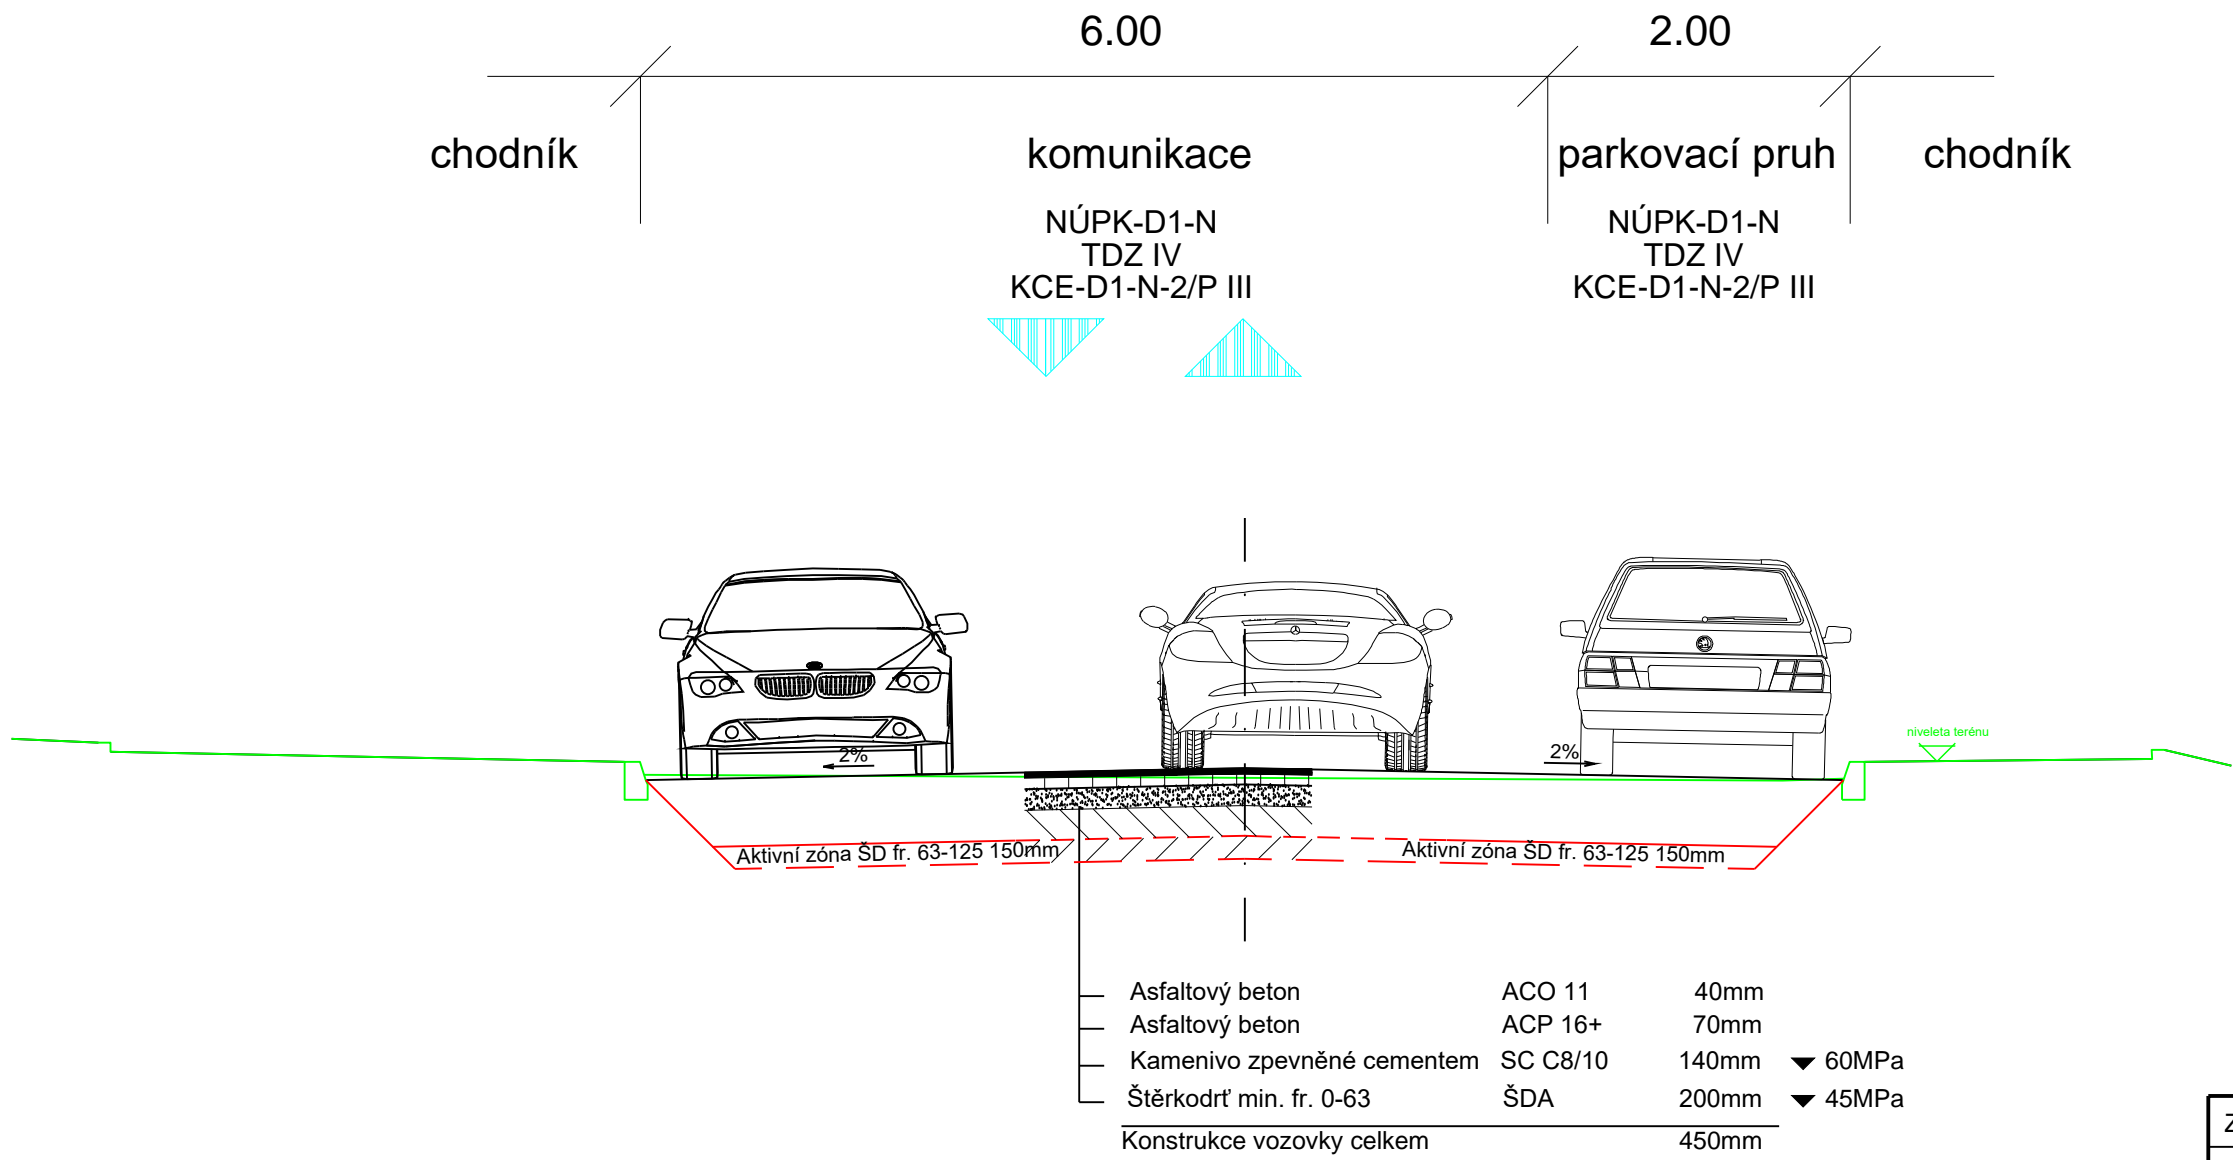 6.00 2.00
chodník komunikace parkovací pruh chodník
NÚPK-D1-N NÚPK-D1-N
TDZ IV TDZ IV
KCE-D1-N-2/P III KCE-D1-N-2/P III
niveleta terénu
2% 2%
Aktivní zóna ŠD fr. 63-125 150mm Aktivní zóna ŠD fr. 63-125 150mm
Asfaltový beton ACO 11 40mm
Asfaltový beton ACP 16+ 70mm
Kamenivo zpevněné cementem SC C8/10 140mm 60MPa
Štěrkodrť min. fr. 0-63 ŠDA 200mm 45MPa
Konstrukce vozovky celkem 450mm